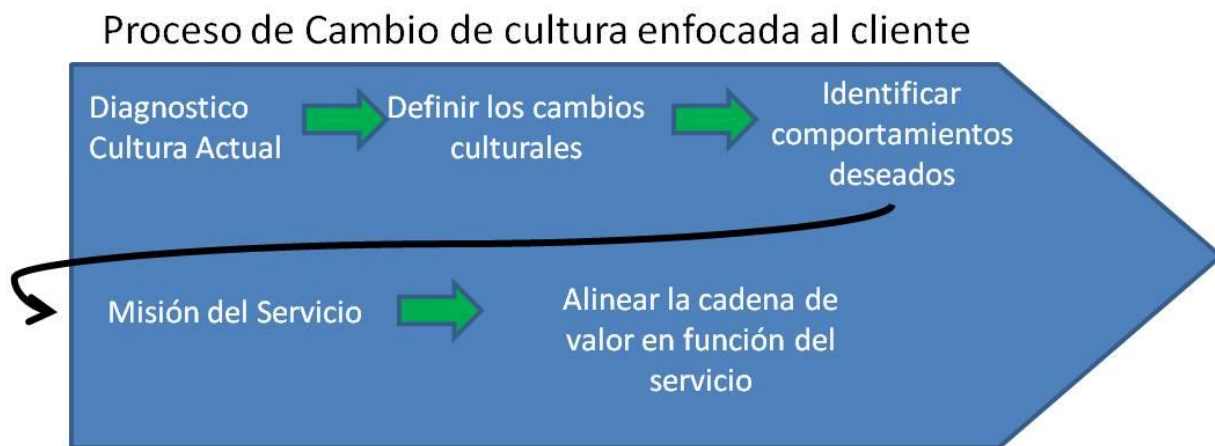 Proceso de Cambio de cultura enfocada al cliente
Diagnostico
Cultura Actual
Definir los cambios
culturales
Identificar
comportamientos
deseados
Misión del Servicio
Alinear la cadena de
valor en función del
servicio